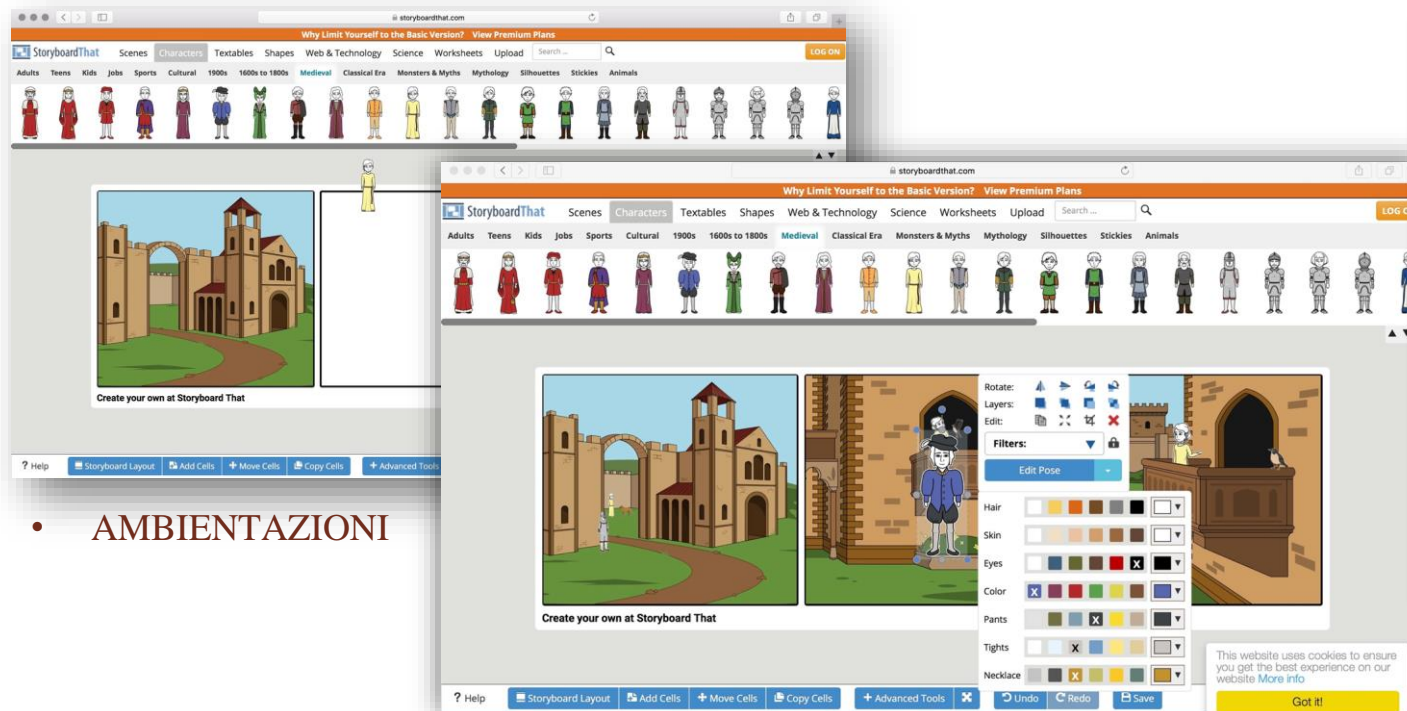 storyboardthat.com
Why Limit Yourself to the Basic Version? View Premium Plans
StoryboardThat Scenes Characters Textables Shapes Web & Technology Science Worksheets Upload Search ... LOG ON
Adults Teens Kids Jobs Sports Cultural 1900s 1600s to 1800s Medieval Classical Era Monsters & Myths Mythology Silhouettes Stickies Animals
Create your own at Storyboard That
? Help Storyboard Layout Add Cells Move Cells Copy Cells + Advanced Tools
• AMBIENTAZIONI
storyboardthat.com
Why Limit Yourself to the Basic Version? View Premium Plans
StoryboardThat Scenes Characters Textables Shapes Web & Technology Science Worksheets Upload Search ... LOG O
Adults Teens Kids Jobs Sports Cultural 1900s 1600s to 1800s Medieval Classical Era Monsters & Myths Mythology Silhouettes Stickies Animals
Rotate:
Layers:
Edit:
Filters:
Edit Pose
Hair
Skin
Eyes X
Color X
Pants X
Tights X
Necklace X
Create your own at Storyboard That
This website uses cookies to ensure
you get the best experience on our
website More info
Got it!
? Help Storyboard Layout Add Cells Move Cells Copy Cells + Advanced Tools Undo Redo Save